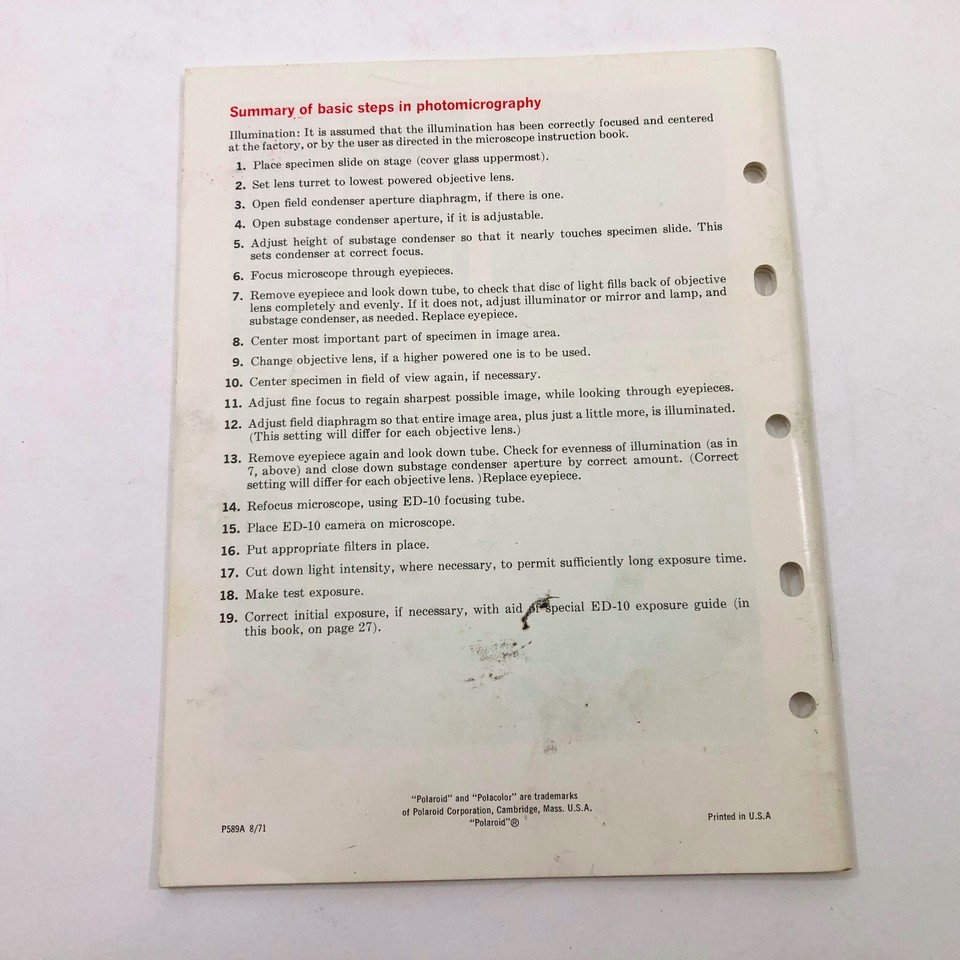 Summary of basic steps in photomicrography
Illumination: It is assumed that the illumination has been correctly focused and centered
at the factory, or by the user as directed in the microscope instruction book.
1. Place specimen slide on stage (cover glass uppermost).
2. Set lens turret to lowest powered objective lens.
3. Open field condenser aperture diaphragm, if there is one.
4. Open substage condenser aperture, if it is adjustable.
5. Adjust height of substage condenser so that it nearly touches specimen slide. This
sets condenser at correct focus.
6. Focus microscope through eyepieces.
7. Remove eyepiece and look down tube, to check that disc of light fills back of objective
lens completely and evenly. If it does not, adjust illuminator or mirror and lamp, and
substage condenser, as needed. Replace eyepiece.
8. Center most important part of specimen in image area.
9. Change objective lens, if a higher powered one is to be used.
10. Center specimen in field of view again, if necessary.
11. Adjust fine focus to regain sharpest possible image, while looking through eyepieces.
12. Adjust field diaphragm so that entire image area, plus just a little more, is illuminated.
(This setting will differ for each objective lens.)
13. Remove eyepiece again and look down tube. Check for evenness of illumination (as in
7, above) and close down substage condenser aperture by correct amount. (Correct
setting will differ for each objective lens. )Replace eyepiece.
14. Refocus microscope, using ED-10 focusing tube.
15. Place ED-10 camera on microscope.
16. Put appropriate filters in place.
17. Cut down light intensity, where necessary, to permit sufficiently long exposure time.
18. Make test exposure.
19. Correct initial exposure, if necessary, with aid of special ED-10 exposure guide (in
this book, on page 27).
"Polaroid" and "Polacolor" are trademarks
of Polaroid Corporation, Cambridge, Mass. U.S.A.
"Polaroid"®
P589A 8/71
Printed in U.S.A